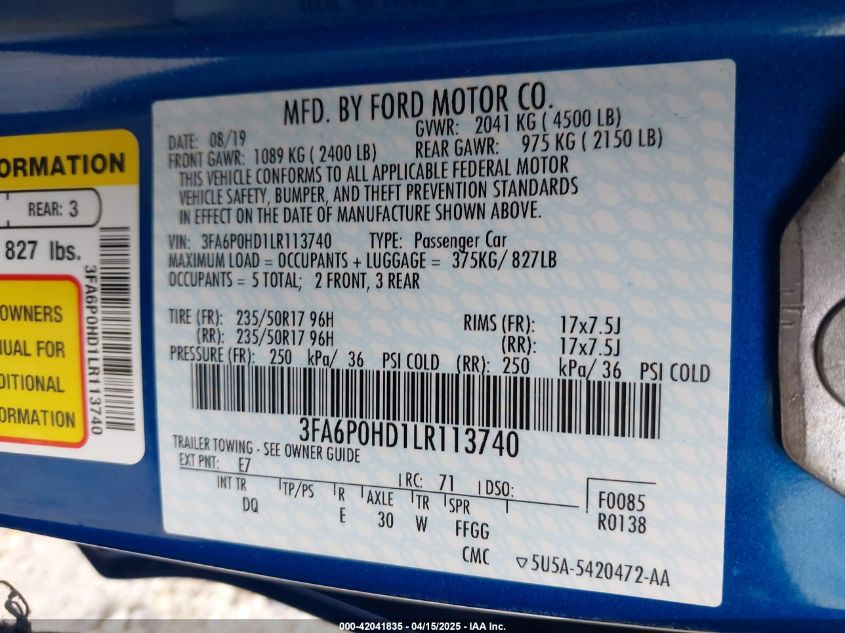 ORMATION
REAR: 3
827 lbs.
OWNERS
NUAL FOR
DITIONAL
ORMATION
3FA6P0HD1LR113740
MFD. BY FORD MOTOR CO.
DATE: 08/19 GVWR: 2041 KG ( 4500 LB)
FRONT GAWR: 1089 KG ( 2400 LB) REAR GAWR: 975 KG ( 2150 LB)
THIS VEHICLE CONFORMS TO ALL APPLICABLE FEDERAL MOTOR
VEHICLE SAFETY, BUMPER, AND THEFT PREVENTION STANDARDS
IN EFFECT ON THE DATE OF MANUFACTURE SHOWN ABOVE.
VIN: 3FA6P0HD1LR113740 TYPE: Passenger Car
MAXIMUM LOAD = OCCUPANTS + LUGGAGE = 375KG/ 827LB
OCCUPANTS = 5 TOTAL; 2 FRONT, 3 REAR
TIRE (FR): 235/50R17 96H RIMS (FR): 17x7.5J
(RR): 235/50R17 96H (RR): 17x7.5J
PRESSURE (FR): 250 kPa/ 36 PSI COLD (RR): 250 kPa/ 36 PSI COLD
3FA6P0HD1LR113740
TRAILER TOWING - SEE OWNER GUIDE
EXT PNT: E7 RC: 71 DSO:
INT TR TP/PS R AXLE TR SPR F0085
DQ E 30 W FFGG R0138
CMC ▽5U5A-5420472-AA
000-42041835 - 04/15/2025 - IAA Inc.